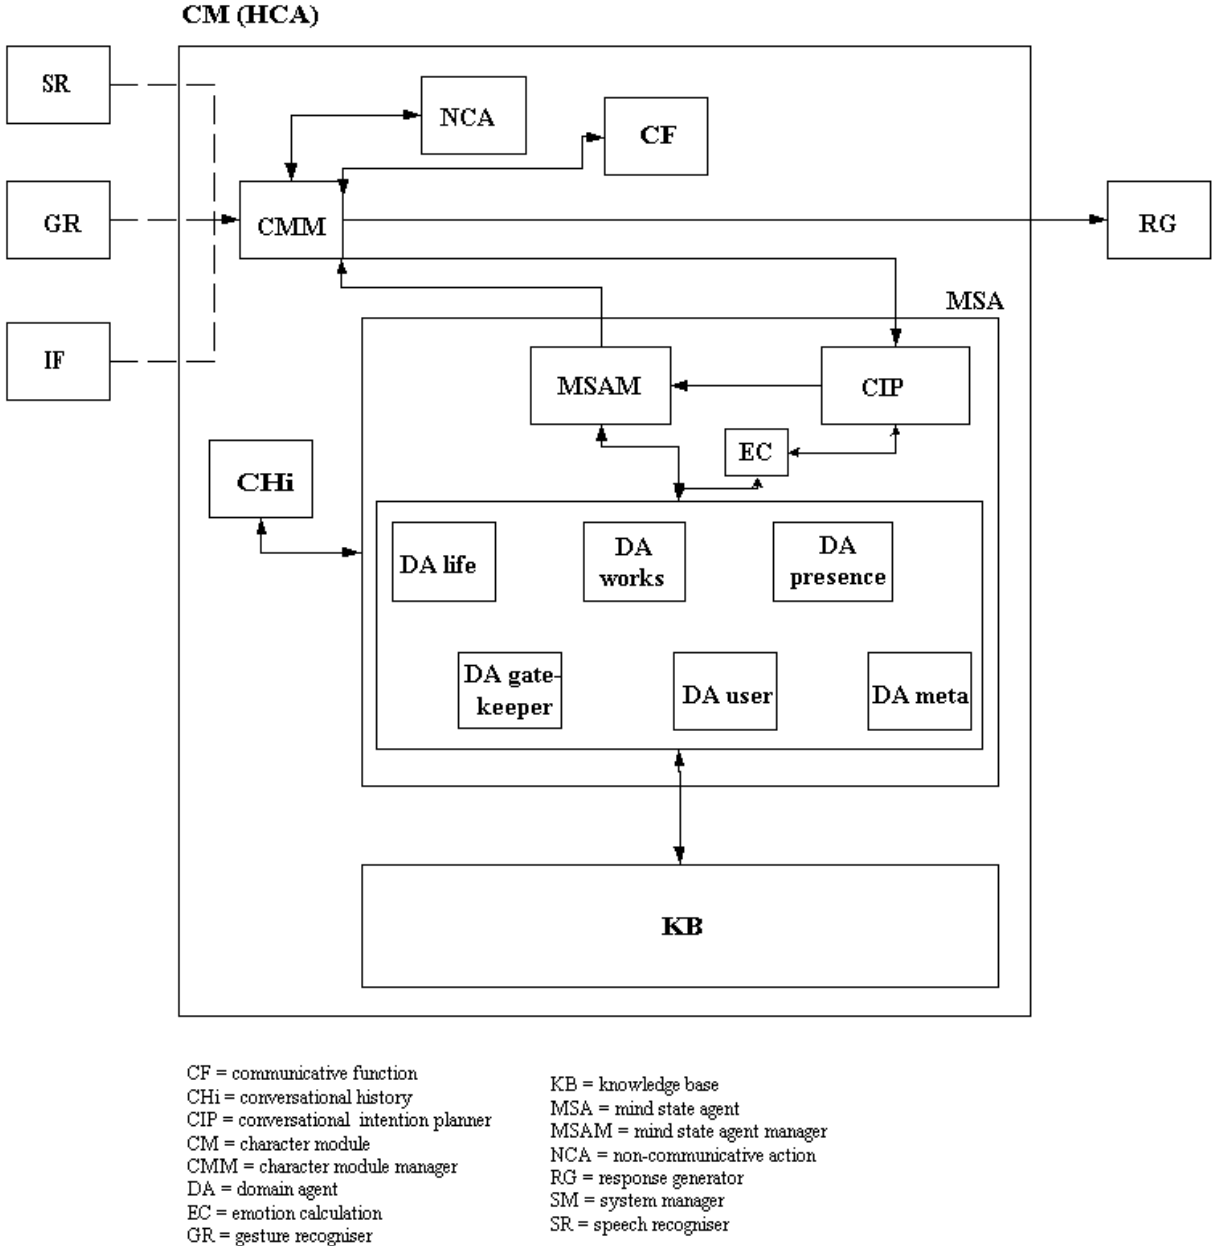 CM (HCA)
SR
NCA
CF
GR
CMM
RG
MSA
IF
MSAM
CIP
EC
CHi
DA life
DA
works
DA
presence
DA gate-
keeper
DA user
DA meta
KB
CF = communicative function
CHi = conversational history
CIP = conversational intention planner
CM = character module
CMM = character module manager
DA = domain agent
EC = emotion calculation
GR = gesture recogniser
KB = knowledge base
MSA = mind state agent
MSAM = mind state agent manager
NCA = non-communicative action
RG = response generator
SM = system manager
SR = speech recogniser